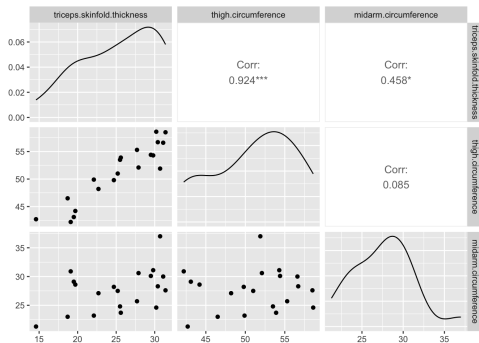 triceps.skinfold.thickness thigh.circumference midarm.circumference
0.06
0.04
0.02
0.00
Corr:
0.924***
Corr:
0.458*
triceps.skinfold.thickness
55
50
45
Corr:
0.085
thigh.circumference
35
30
25
midarm.circumference
15 20 25 30
45 50 55
25 30 35